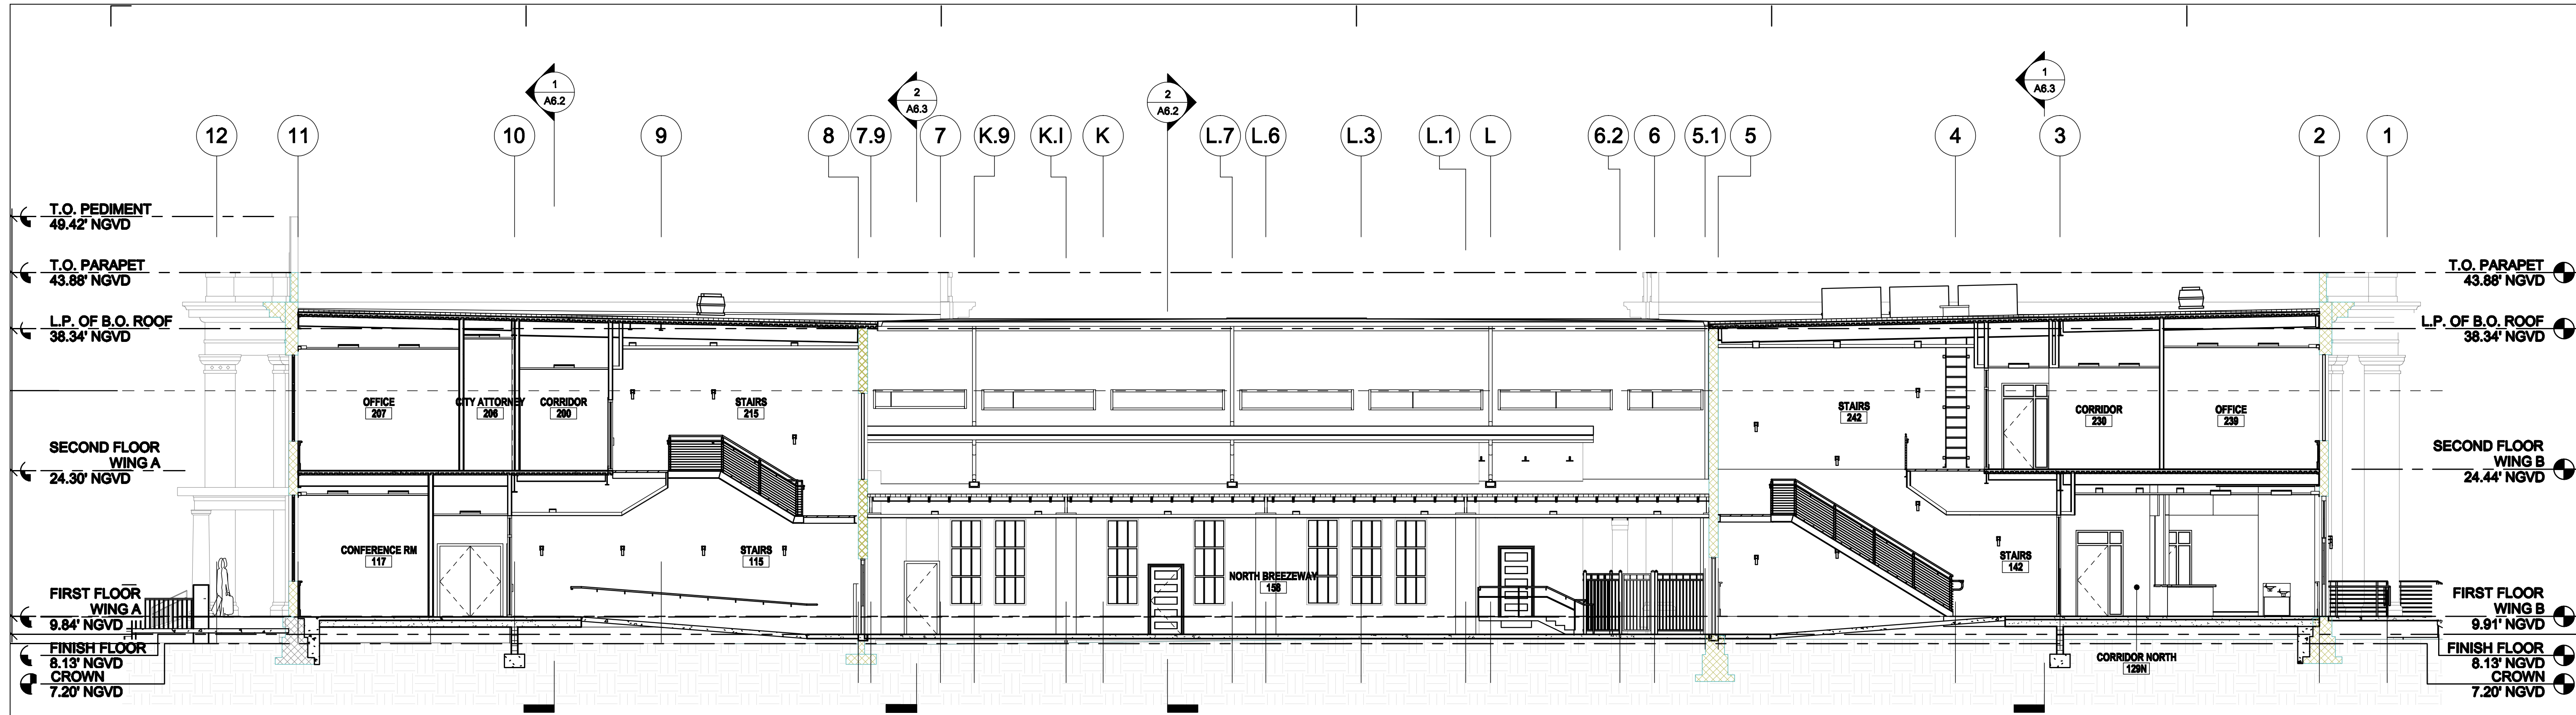 1
A6.2
2
A6.3
2
A6.2
1
A6.3
12
11
10
9
8
7.9
7
K.9
K.I
K
L.7
L.6
L.3
L.1
L
6.2
6
5.1
5
4
3
2
1
T.O. PEDIMENT
49.42' NGVD
T.O. PARAPET
43.88' NGVD
L.P. OF B.O. ROOF
38.34' NGVD
SECOND FLOOR
WING A
24.30' NGVD
FIRST FLOOR
WING A
9.84' NGVD
FINISH FLOOR
8.13' NGVD
CROWN
7.20' NGVD
OFFICE
207
CITY ATTORNEY
206
CORRIDOR
200
STAIRS
215
CONFERENCE RM
117
STAIRS
115
NORTH BREEZEWAY
158
STAIRS
242
CORRIDOR
230
OFFICE
239
STAIRS
142
CORRIDOR NORTH
129N
T.O. PARAPET
43.88' NGVD
L.P. OF B.O. ROOF
38.34' NGVD
SECOND FLOOR
WING B
24.44' NGVD
FIRST FLOOR
WING B
9.91' NGVD
FINISH FLOOR
8.13' NGVD
CROWN
7.20' NGVD